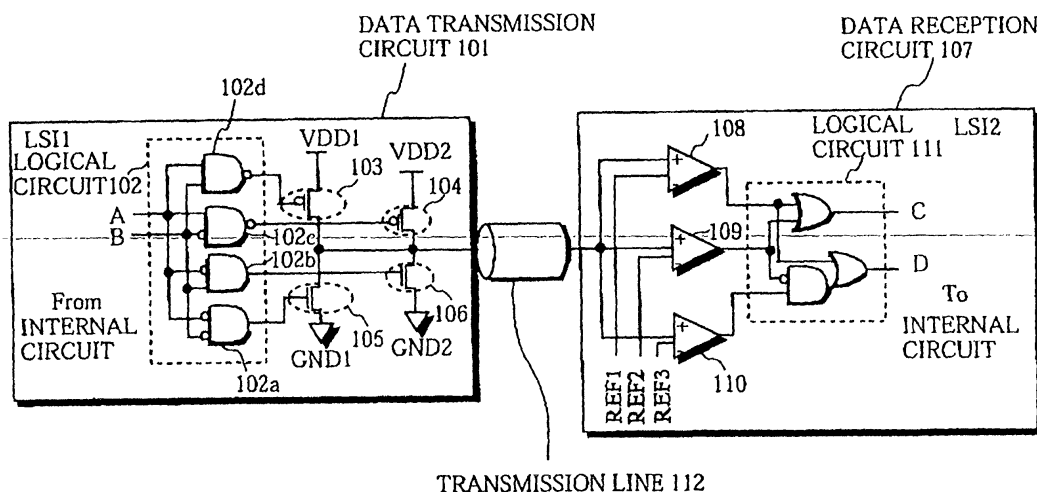 DATA TRANSMISSION
CIRCUIT 101
DATA RECEPTION
CIRCUIT 107
102d
LSI1
LOGICAL
CIRCUIT102
VDD1
VDD2
103
104
A
B
102c
102b
From
INTERNAL
CIRCUIT
102a
105
106
GND1
GND2
108
LOGICAL
CIRCUIT 111
LSI2
+
-
C
109
+
-
D
To
INTERNAL
CIRCUIT
+
-
110
REF1
REF2
REF3
TRANSMISSION LINE 112